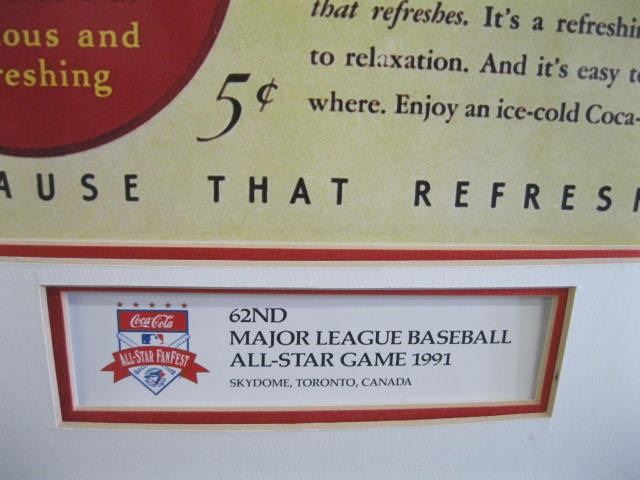 ious and
reshing
that refreshes. It's a refreshi
to relaxation. And it's easy t
where. Enjoy an ice-cold Coca-
5¢
AUSE THAT REFRES
Coca-Cola
ALL-STAR FANFEST
62ND
MAJOR LEAGUE BASEBALL
ALL-STAR GAME 1991
SKYDOME, TORONTO, CANADA